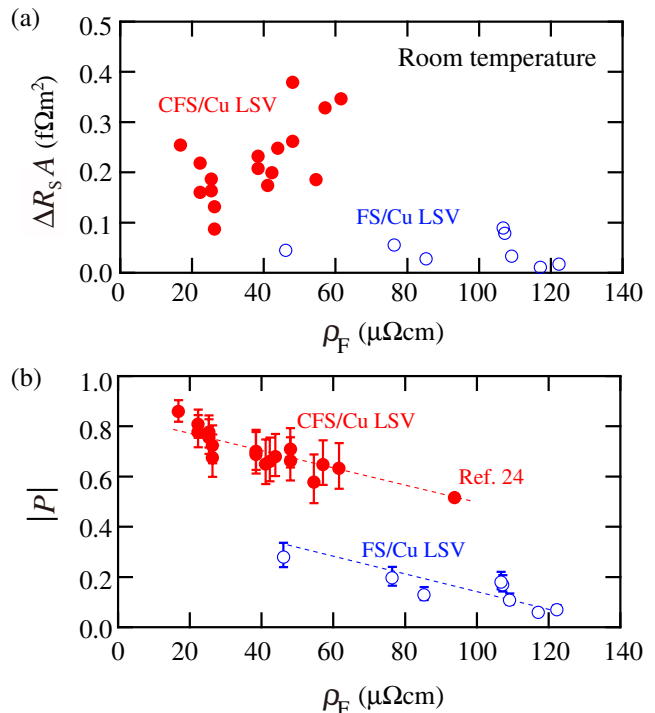 (a)
0.5
0.4
0.3
0.2
0.1
0.0
ΔR_S A (fΩm²)
Room temperature
CFS/Cu LSV
FS/Cu LSV
0 20 40 60 80 100 120 140
ρ_F (μΩcm)
(b)
1.0
0.8
0.6
0.4
0.2
0.0
|P|
CFS/Cu LSV
Ref. 24
FS/Cu LSV
0 20 40 60 80 100 120 140
ρ_F (μΩcm)